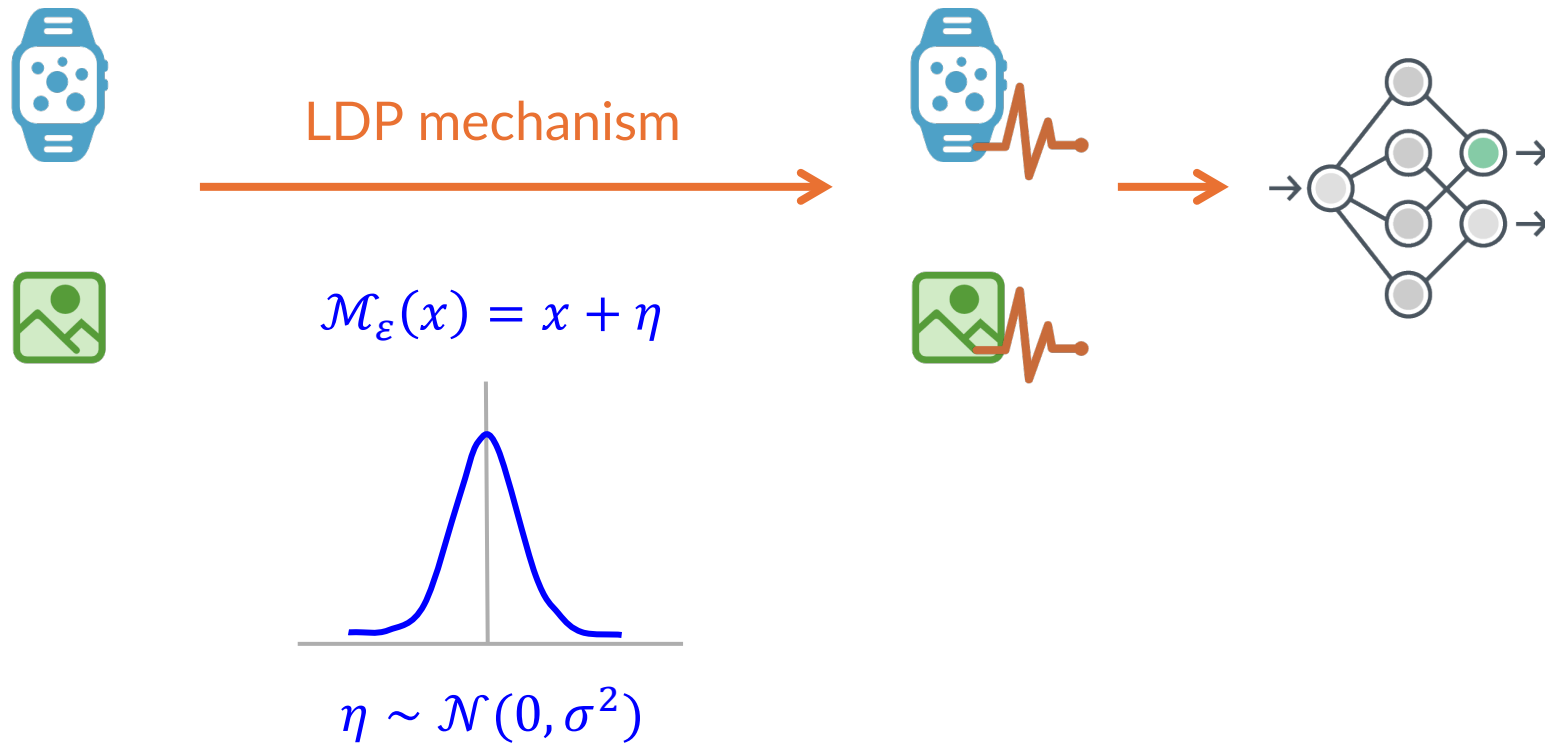 LDP mechanism
ℳ_ε(x) = x + η
η ~ 𝒩(0, σ²)